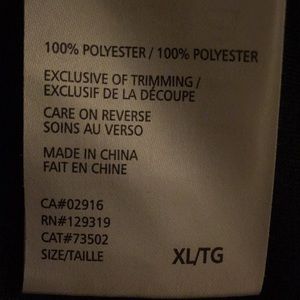 100% POLYESTER / 100% POLYESTER
EXCLUSIVE OF TRIMMING /
EXCLUSIF DE LA DÉCOUPE
CARE ON REVERSE
SOINS AU VERSO
MADE IN CHINA
FAIT EN CHINE
CA#02916
RN#129319
CAT#73502
SIZE/TAILLE XL/TG